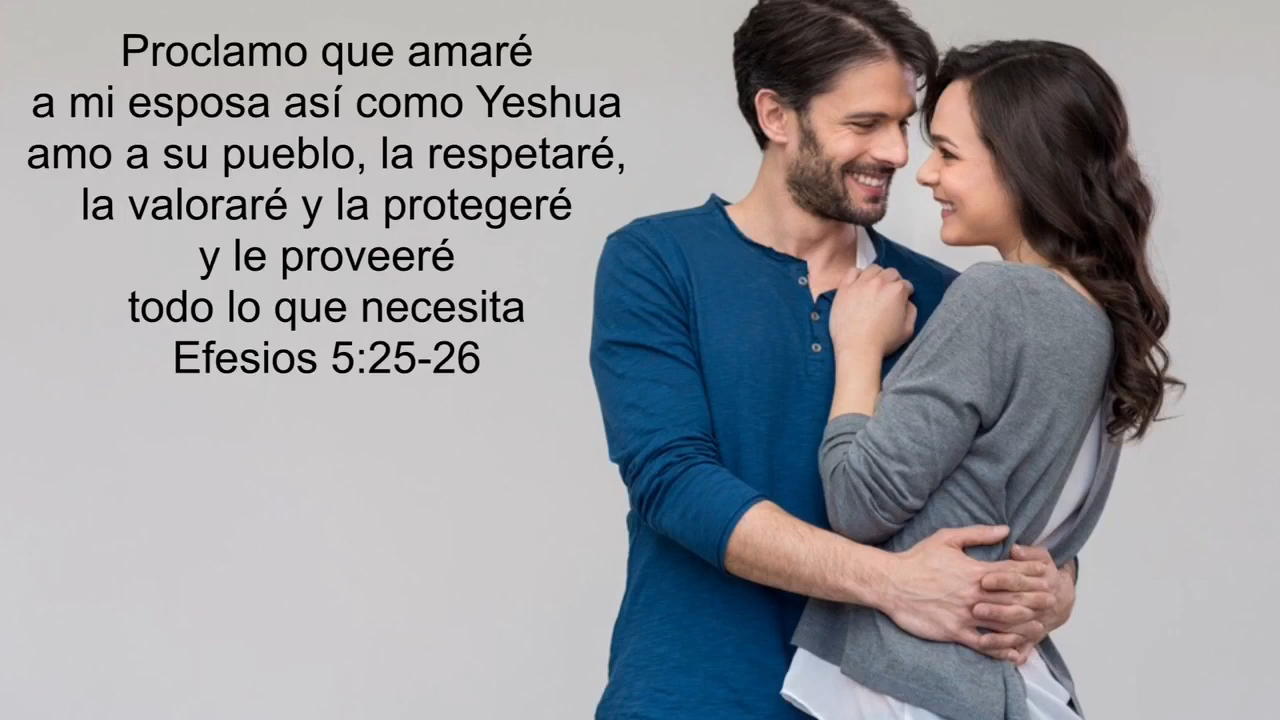 Proclamo que amaré
a mi esposa así como Yeshua
amo a su pueblo, la respetaré,
la valoraré y la protegeré
y le proveeré
todo lo que necesita
Efesios 5:25-26